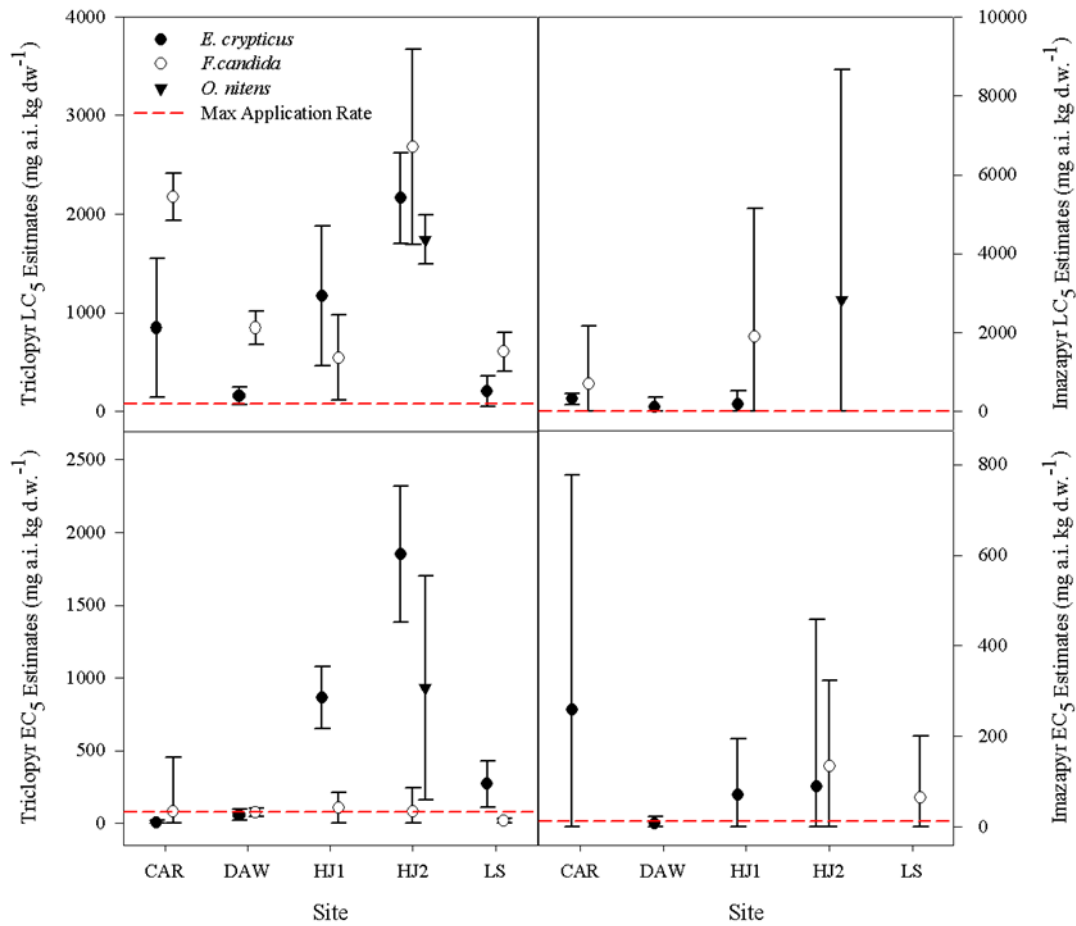 4000
3000
2000
1000
0
Triclopyr LC5 Esitmates (mg a.i. kg dw-1)
E. crypticus
F.candida
O. nitens
Max Application Rate
10000
8000
6000
4000
2000
0
Imazapyr LC5 Estimates (mg a.i. kg d.w.-1)
2500
2000
1500
1000
500
0
Triclopyr EC5 Estimates (mg a.i. kg d.w.-1)
800
600
400
200
0
Imazapyr EC5 Estimates (mg a.i. kg d.w.-1)
CAR DAW HJ1 HJ2 LS
Site
CAR DAW HJ1 HJ2 LS
Site